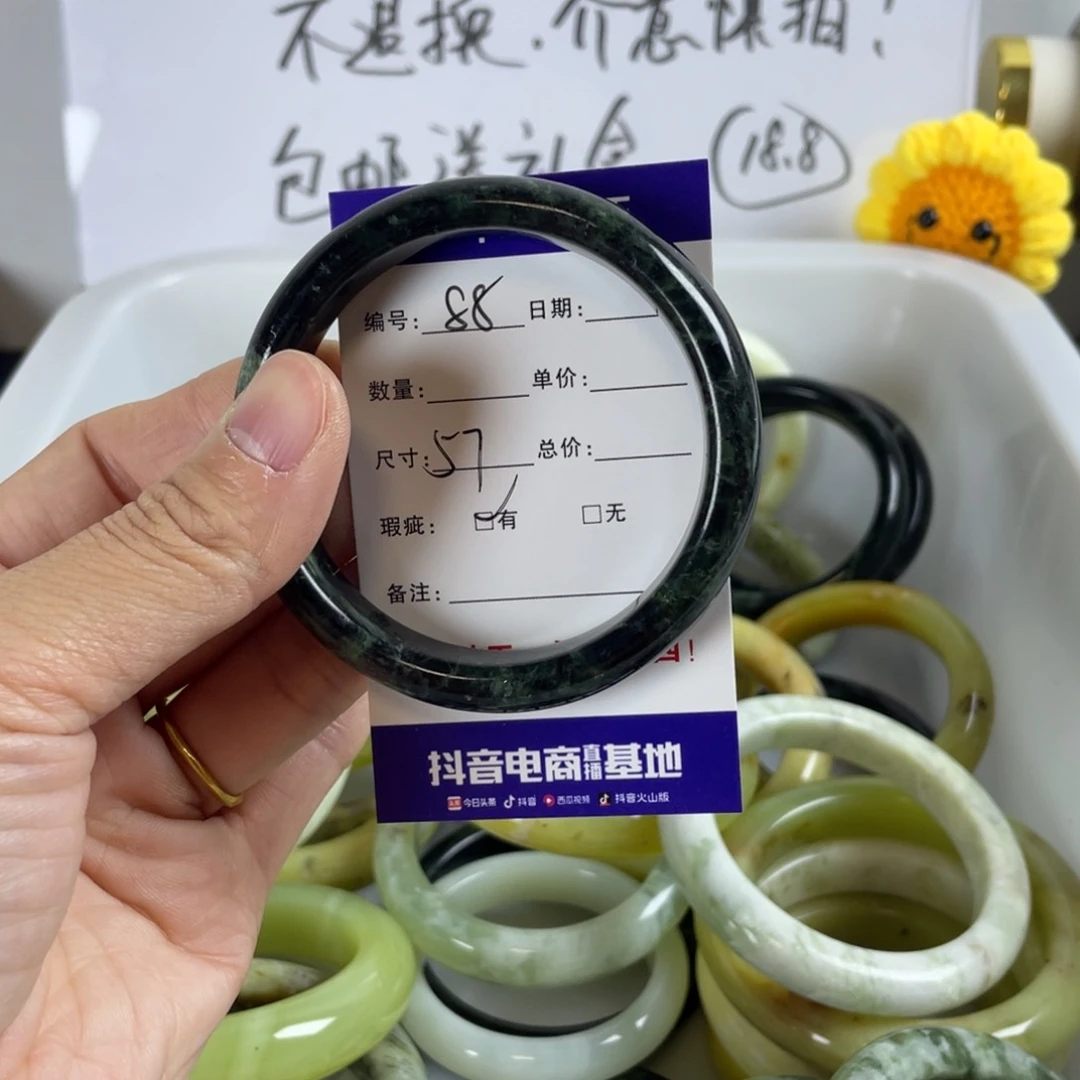 不退换.介意慎拍!
包邮送礼盒 18.8
编号: 88 日期:
数量: 单价:
尺寸: 57 总价:
瑕疵: □有 □无
备注:
抖音电商直播基地
今日头条 抖音 西瓜视频 抖音火山版